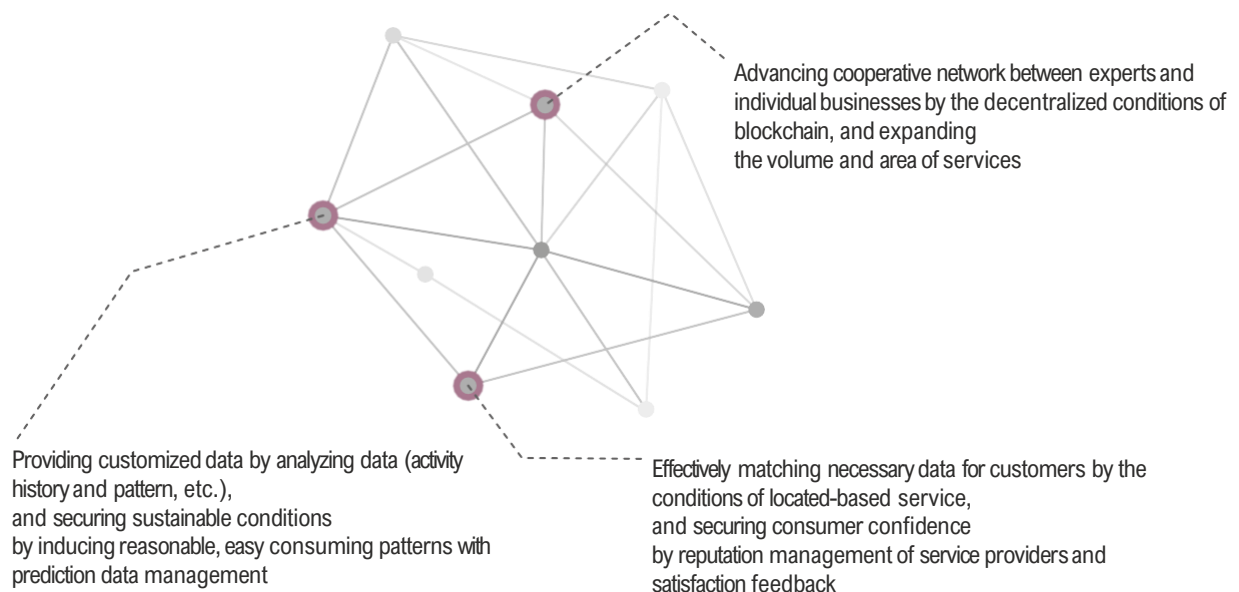 Advancing cooperative network between experts and
individual businesses by the decentralized conditions of
blockchain, and expanding
the volume and area of services
Providing customized data by analyzing data (activity
history and pattern, etc.),
and securing sustainable conditions
by inducing reasonable, easy consuming patterns with
prediction data management
Effectively matching necessary data for customers by the
conditions of located-based service,
and securing consumer confidence
by reputation management of service providers and
satisfaction feedback